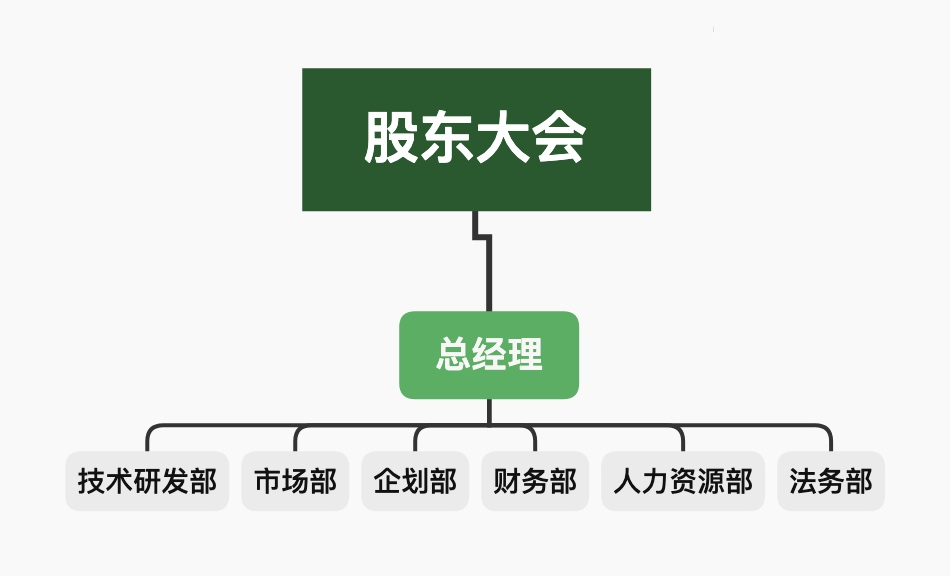 股东大会
总经理
技术研发部
市场部
企划部
财务部
人力资源部
法务部